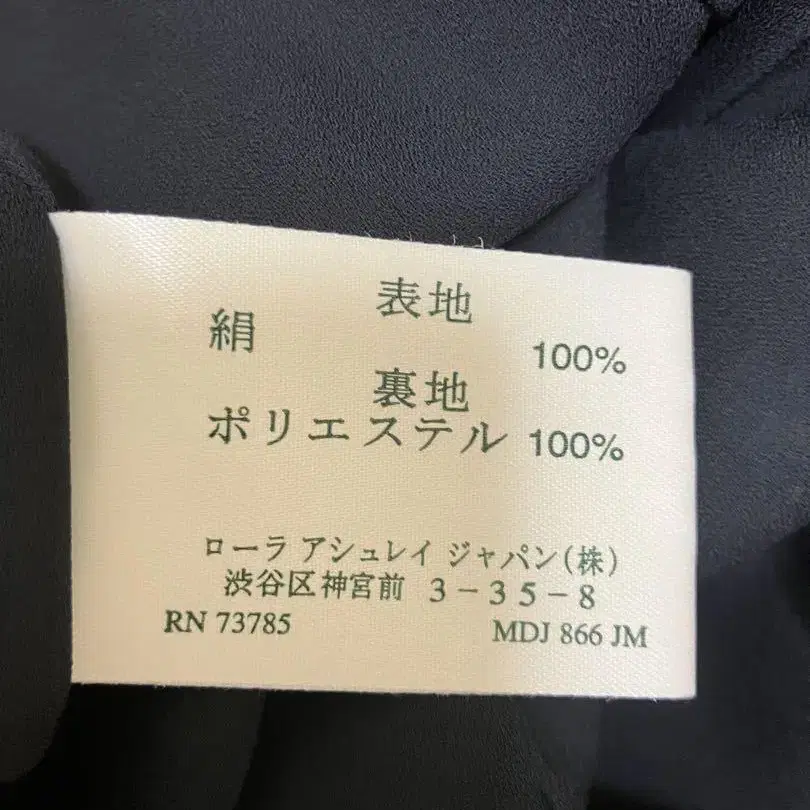 表地
絹 100%
裏地
ポリエステル 100%
ローラ アシュレイ ジャパン(株)
渋谷区神宮前 3-35-8
RN 73785 MDJ 866 JM